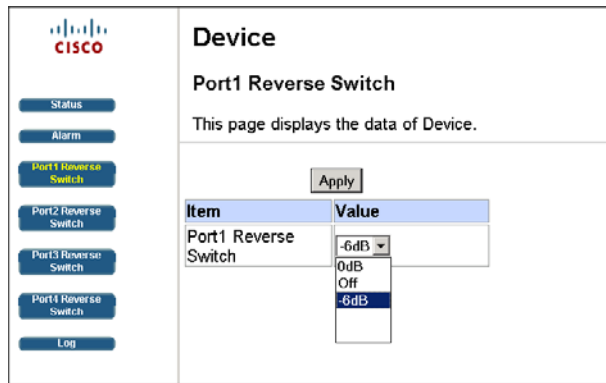 CISCO
Status
Alarm
Port1 Reverse
Switch
Port2 Reverse
Switch
Port3 Reverse
Switch
Port4 Reverse
Switch
Log
Device
Port1 Reverse Switch
This page displays the data of Device.
Apply
Item Value
Port1 Reverse
Switch
-6dB
0dB
Off
-6dB